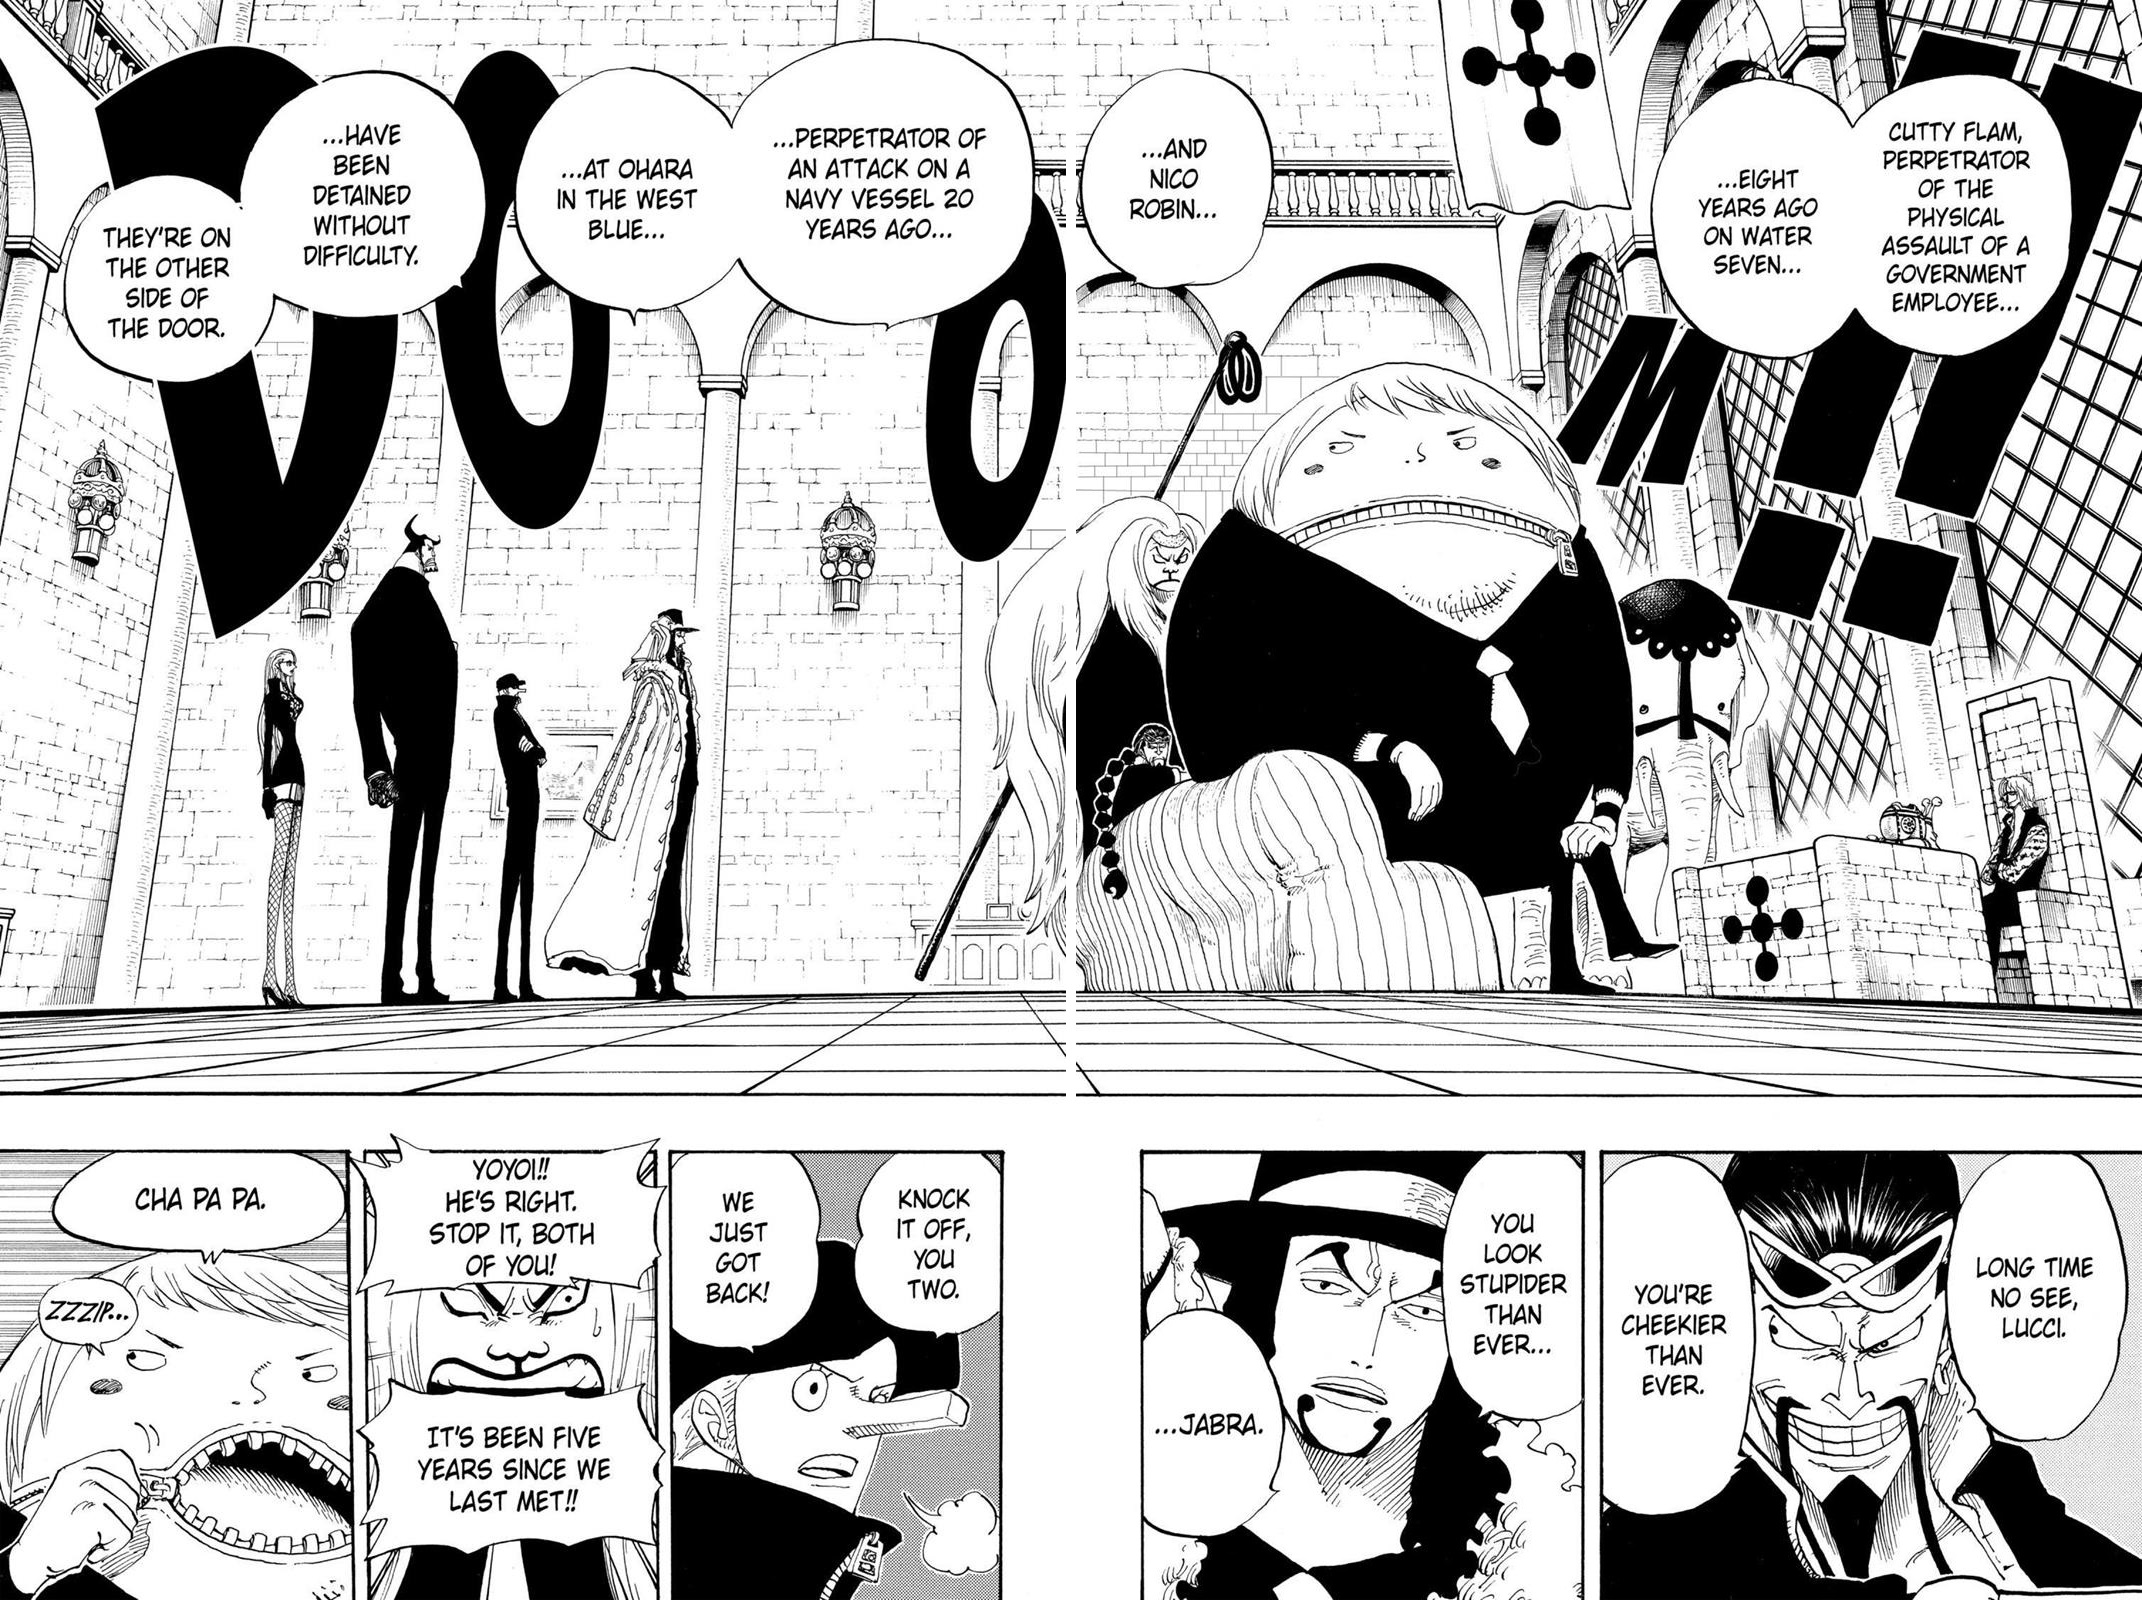 CUTTY FLAM,
PERPETRATOR
OF THE
PHYSICAL
ASSAULT OF A
GOVERNMENT
EMPLOYEE...
...EIGHT
YEARS AGO
ON WATER
SEVEN...
...AND
NICO
ROBIN...
...PERPETRATOR OF
AN ATTACK ON A
NAVY VESSEL 20
YEARS AGO...
...AT OHARA
IN THE WEST
BLUE...
...HAVE
BEEN
DETAINED
WITHOUT
DIFFICULTY.
THEY'RE ON
THE OTHER
SIDE OF
THE DOOR.
DOOM!!
LONG TIME
NO SEE,
LUCCI.
YOU'RE
CHEEKIER
THAN
EVER.
YOU
LOOK
STUPIDER
THAN
EVER...
...JABRA.
KNOCK
IT OFF,
YOU
TWO.
WE
JUST
GOT
BACK!
YOYOI!!
HE'S RIGHT.
STOP IT, BOTH
OF YOU!
IT'S BEEN FIVE
YEARS SINCE WE
LAST MET!!
CHA PA PA.
ZZZIP...